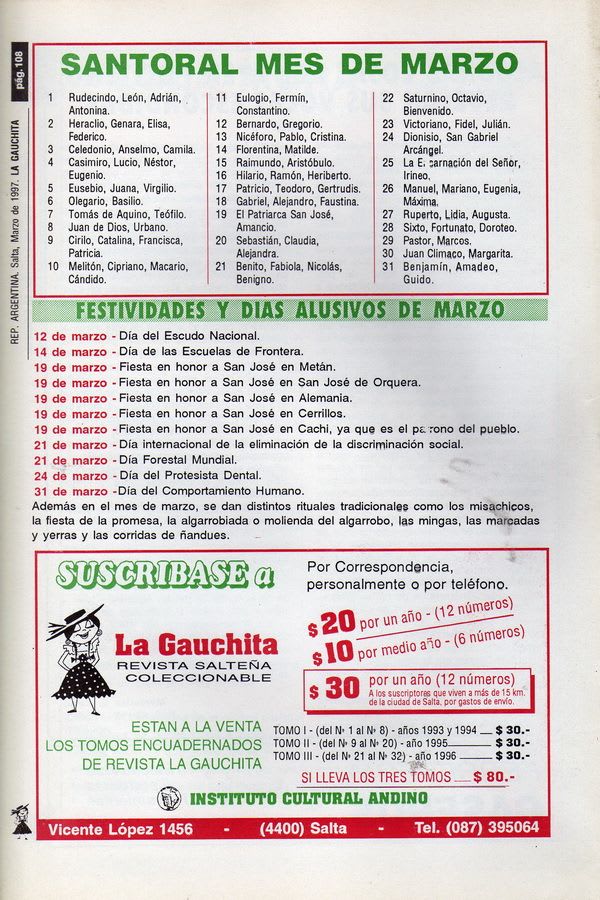 pág. 108
REP. ARGENTINA. Salta, Marzo de 1997. LA GAUCHITA
SANTORAL MES DE MARZO
1 Rudecindo, León, Adrián,
Antonina.
2 Heraclio, Genara, Elisa,
Federico.
3 Celedonio, Anselmo, Camila.
4 Casimiro, Lucio, Néstor,
Eugenio.
5 Eusebio, Juana, Virgilio.
6 Olegario, Basilio.
7 Tomás de Aquino, Teófilo.
8 Juan de Dios, Urbano.
9 Cirilo, Catalina, Francisca,
Patricia.
10 Melitón, Cipriano, Macario,
Cándido.
11 Eulogio, Fermín,
Constantino.
12 Bernardo, Gregorio.
13 Nicéforo, Pablo, Cristina.
14 Florentina, Matilde.
15 Raimundo, Aristóbulo.
16 Hilario, Ramón, Heriberto.
17 Patricio, Teodoro, Gertrudis.
18 Gabriel, Alejandro, Faustina.
19 El Patriarca San José,
Amancio.
20 Sebastián, Claudia,
Alejandra.
21 Benito, Fabiola, Nicolás,
Benigno.
22 Saturnino, Octavio,
Bienvenido.
23 Victoriano, Fidel, Julián.
24 Dionisio, San Gabriel
Arcángel.
25 La Encarnación del Señor,
Irineo.
26 Manuel, Mariano, Eugenia,
Máxima.
27 Ruperto, Lidia, Augusta.
28 Sixto, Fortunato, Doroteo.
29 Pastor, Marcos.
30 Juan Climaco, Margarita.
31 Benjamín, Amadeo,
Guido.
FESTIVIDADES Y DIAS ALUSIVOS DE MARZO
12 de marzo - Día del Escudo Nacional.
14 de marzo - Día de las Escuelas de Frontera.
19 de marzo - Fiesta en honor a San José en Metán.
19 de marzo - Fiesta en honor a San José en San José de Orquera.
19 de marzo - Fiesta en honor a San José en Alemania.
19 de marzo - Fiesta en honor a San José en Cerrillos.
19 de marzo - Fiesta en honor a San José en Cachi, ya que es el patrono del pueblo.
21 de marzo - Día internacional de la eliminación de la discriminación social.
21 de marzo - Día Forestal Mundial.
24 de marzo - Día del Protesista Dental.
31 de marzo -Día del Comportamiento Humano.
Además en el mes de marzo, se dan distintos rituales tradicionales como los misachicos,
la fiesta de la promesa, la algarrobiada o molienda del algarrobo, las mingas, las marcadas
y yerras y las corridas de ñandues.
SUSCRIBASE a
La Gauchita
REVISTA SALTEÑA
COLECCIONABLE
Por Correspondencia,
personalmente o por teléfono.
$ 20 por un año - (12 números)
$ 10 por medio año - (6 números)
$ 30 por un año (12 números)
A los suscriptores que viven a más de 15 km.
de la ciudad de Salta, por gastos de envío.
ESTAN A LA VENTA
LOS TOMOS ENCUADERNADOS
DE REVISTA LA GAUCHITA
TOMO I - (del Nº 1 al Nº 8) - años 1993 y 1994 $ 30.-
TOMO II - (del Nº 9 al Nº 20) - año 1995 $ 30.-
TOMO III - (del Nº 21 al Nº 32) - año 1996 $ 30.-
SI LLEVA LOS TRES TOMOS $ 80.-
INSTITUTO CULTURAL ANDINO
Vicente López 1456 - (4400) Salta - Tel. (087) 395064